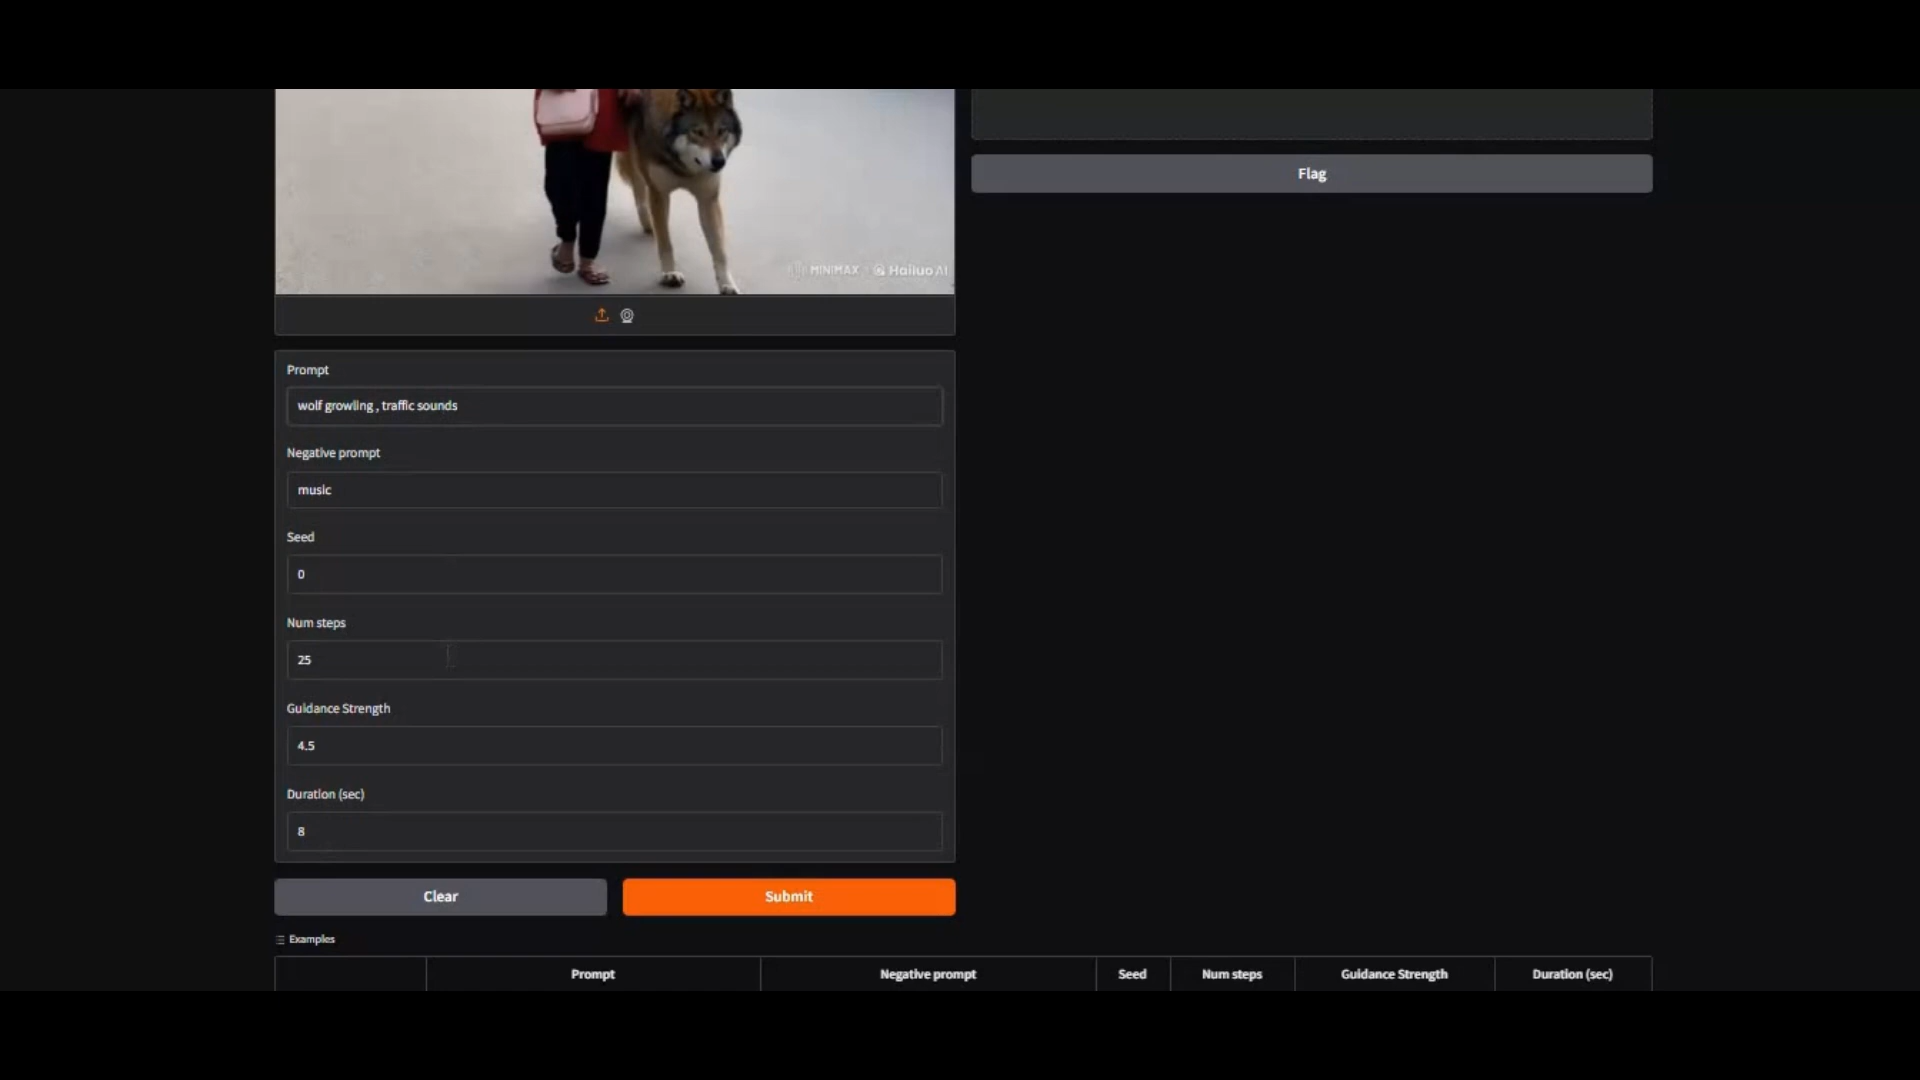 Flag
MINIMAX
Hailuo AI
Prompt
wolf growling , traffic sounds
Negative prompt
music
Seed
0
Num steps
25
Guidance Strength
4.5
Duration (sec)
8
Clear
Submit
Examples
Prompt
Negative prompt
Seed
Num steps
Guidance Strength
Duration (sec)